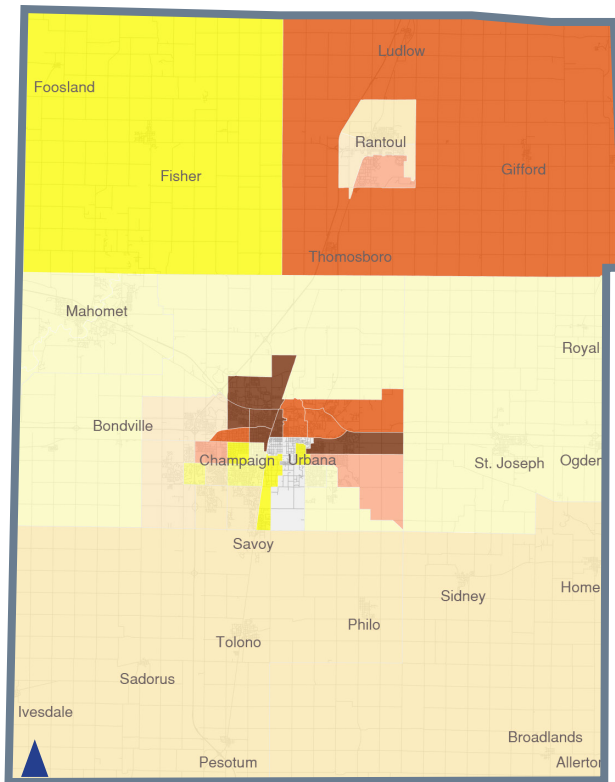 Ludlow
Foosland
Rantoul
Fisher
Gifford
Thomosboro
Mahomet
Royal
Bondville
Champaign
Urbana
St. Joseph
Ogden
Savoy
Home
Sidney
Philo
Tolono
Sadorus
Ivesdale
Broadlands
Pesotum
Allerton